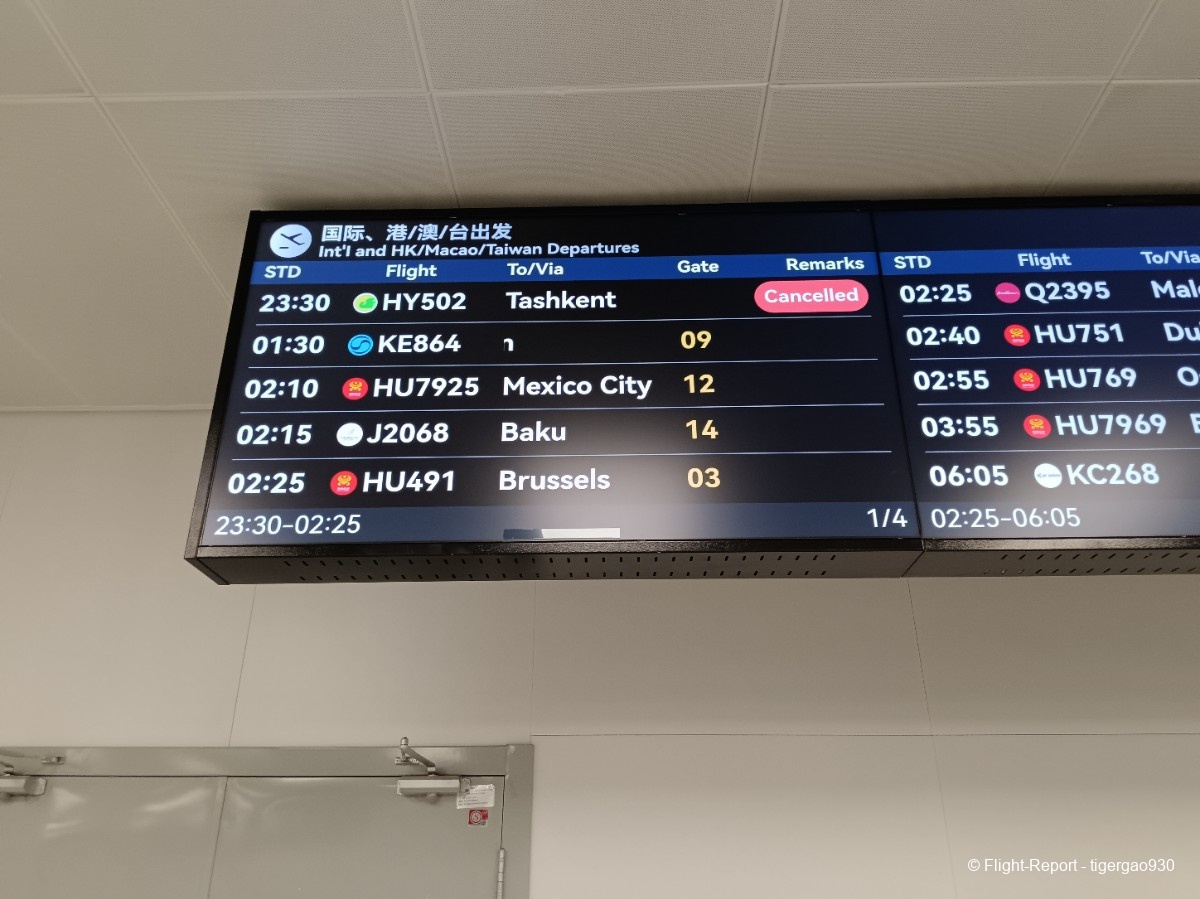 国际、港/澳/台出发
Int'l and HK/Macao/Taiwan Departures
STD Flight To/Via Gate Remarks
23:30 HY502 Tashkent Cancelled
01:30 KE864 09
02:10 HU7925 Mexico City 12
02:15 J2068 Baku 14
02:25 HU491 Brussels 03
23:30-02:25 1/4
STD Flight To/Via
02:25 Q2395
02:40 HU751
02:55 HU769
03:55 HU7969
06:05 KC268
02:25-06:05
© Flight-Report - tigergao930